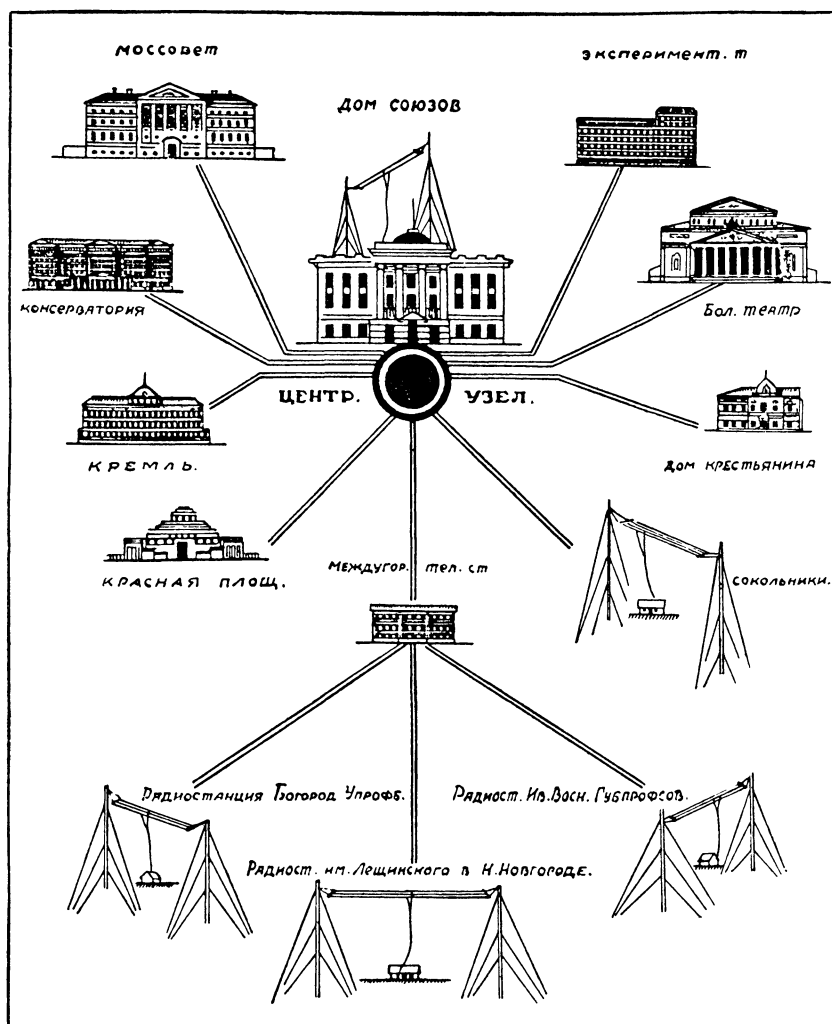 МОССОВЕТ
ЭКСПЕРИМЕНТ. Т
ДОМ СОЮЗОВ
КОНСЕРВАТОРИЯ
БОЛ. ТЕАТР
ЦЕНТР. УЗЕЛ.
КРЕМЛЬ.
ДОМ КРЕСТЬЯНИНА
МЕЖДУГОР. ТЕЛ. СТ
КРАСНАЯ ПЛОЩ.
СОКОЛЬНИКИ.
РАДИОСТАНЦИЯ БОГОРОД УПРОФБ.
РАДИОСТ. ИВ. ВОСН. ГУБПРОФСОВ.
РАДИОСТ. ИМ. ЛЕЩИНСКОГО В Н. НОВГОРОДЕ.